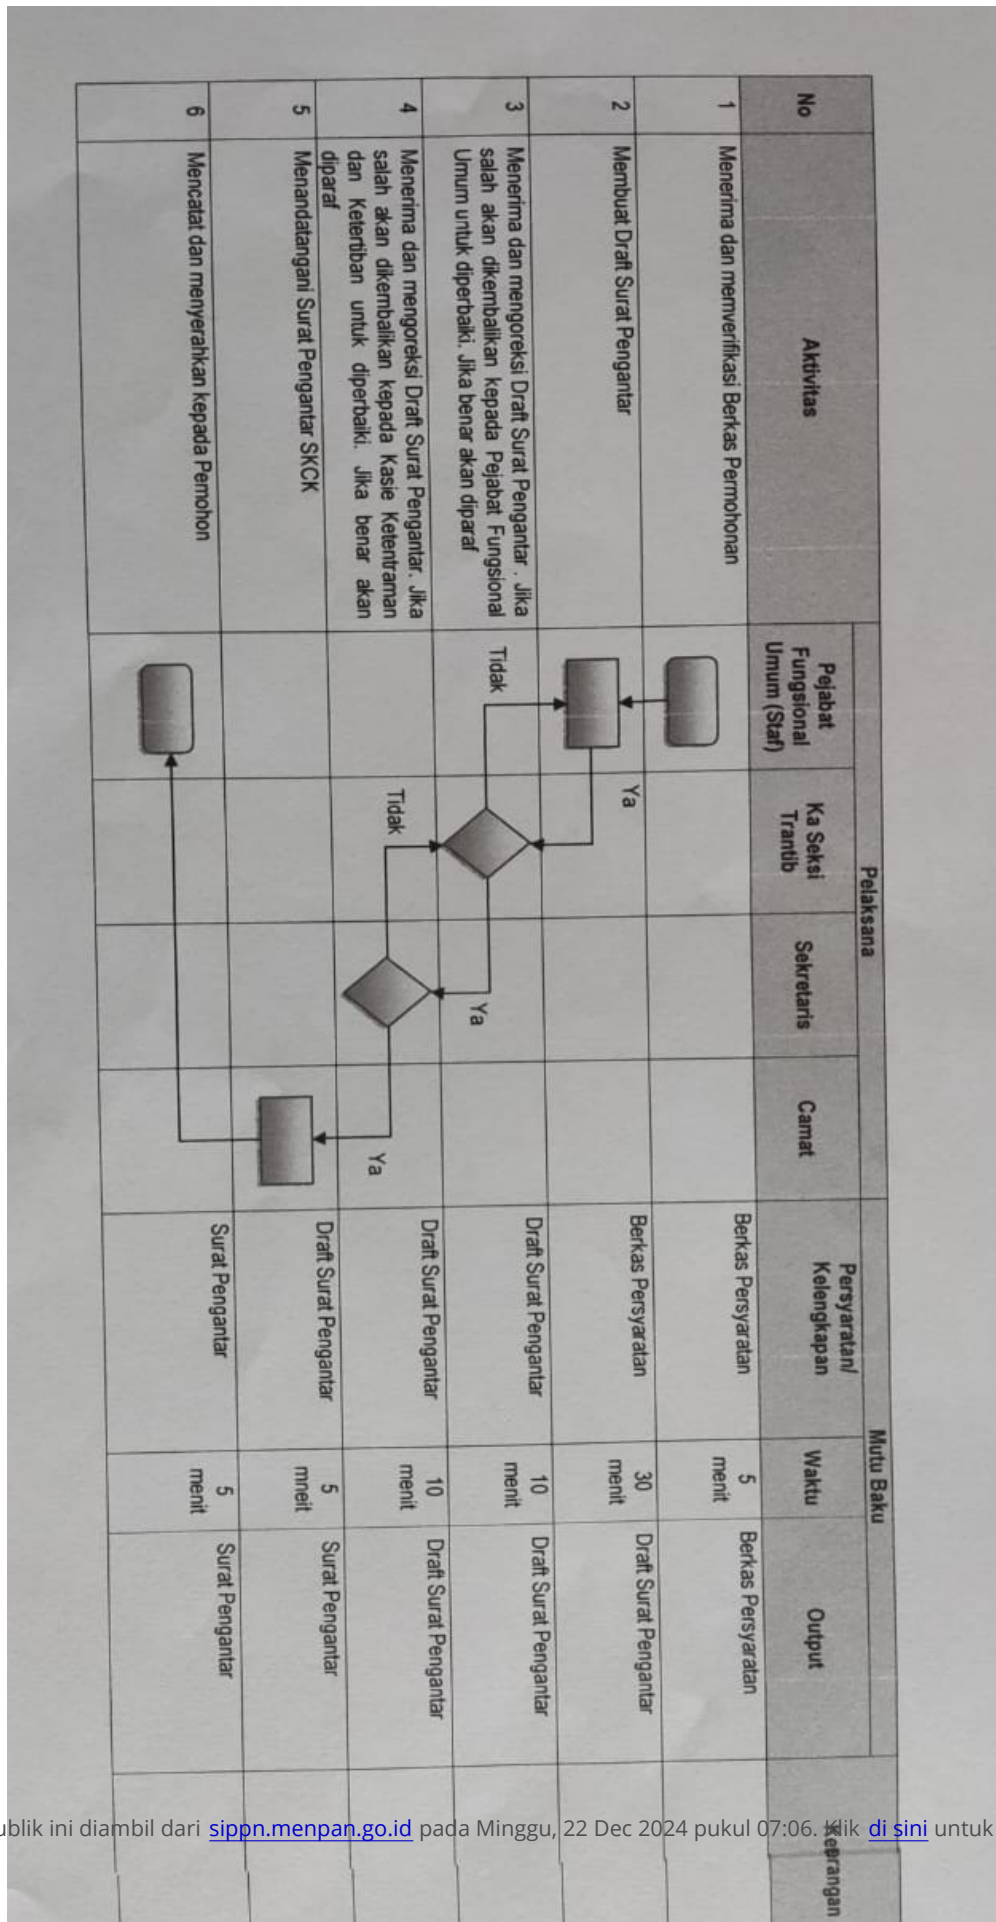 No
Aktivitas
Pelaksana
Mutu Baku
Pejabat
Fungsional
Umum (Staf)
Ka Seksi
Trantib
Sekretaris
Camat
Persyaratan/
Kelengkapan
Waktu
Output
Keterangan
1
Menerima dan memverifikasi Berkas Permohonan
Berkas Persyaratan
5
menit
Berkas Persyaratan
2
Membuat Draft Surat Pengantar
Ya
Berkas Persyaratan
30
menit
Draft Surat Pengantar
3
Menerima dan mengoreksi Draft Surat Pengantar . Jika
salah akan dikembalikan kepada Pejabat Fungsional
Umum untuk diperbaiki. Jika benar akan diparaf
Tidak
Ya
Draft Surat Pengantar
10
menit
Draft Surat Pengantar
4
Menerima dan mengoreksi Draft Surat Pengantar. Jika
salah akan dikembalikan kepada Kasie Ketentraman
dan Ketertiban untuk diperbaiki. Jika benar akan
diparaf
Tidak
Ya
Draft Surat Pengantar
10
menit
Draft Surat Pengantar
5
Menandatangani Surat Pengantar SKCK
Draft Surat Pengantar
5
mneit
Surat Pengantar
6
Mencatat dan menyerahkan kepada Pemohon
Surat Pengantar
5
menit
Surat Pengantar
ublik ini diambil dari sippn.menpan.go.id pada Minggu, 22 Dec 2024 pukul 07:06. Klik di sini untuk